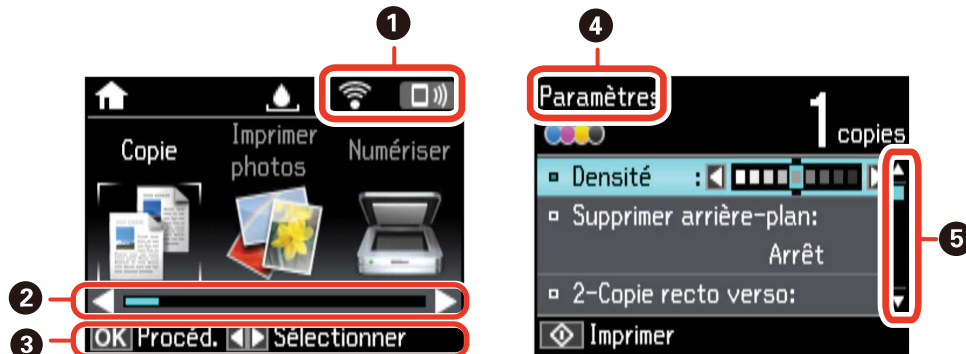 1
4
Copie
Imprimer
photos
Numériser
2
3
OK Procéd. Sélectionner
Paramètres
1 copies
Densité :
Supprimer arrière-plan:
Arrêt
2-Copie recto verso:
5
Imprimer